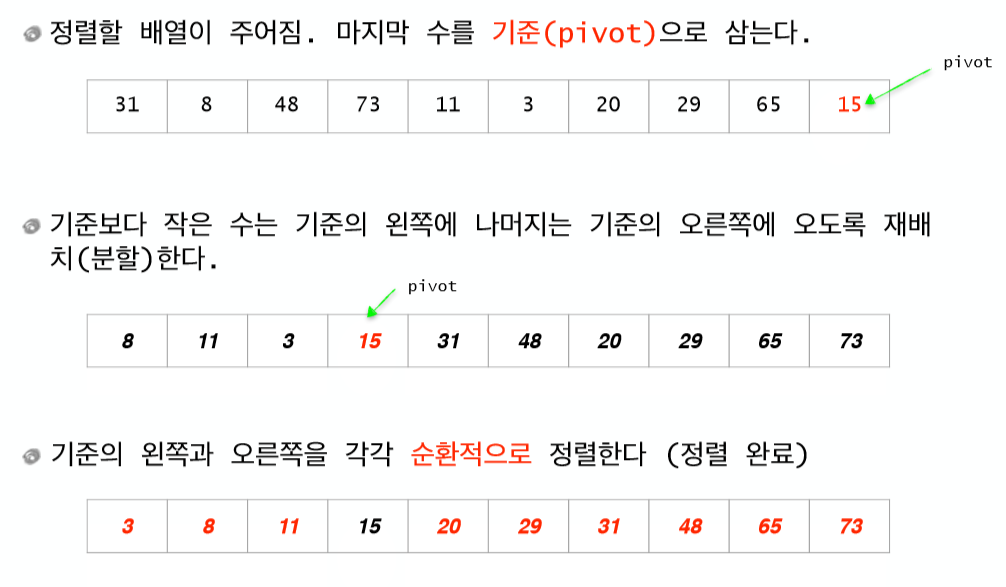 정렬할 배열이 주어짐. 마지막 수를 기준(pivot)으로 삼는다.
pivot
31 8 48 73 11 3 20 29 65 15
기준보다 작은 수는 기준의 왼쪽에 나머지는 기준의 오른쪽에 오도록 재배
치(분할)한다.
pivot
8 11 3 15 31 48 20 29 65 73
기준의 왼쪽과 오른쪽을 각각 순환적으로 정렬한다 (정렬 완료)
3 8 11 15 20 29 31 48 65 73